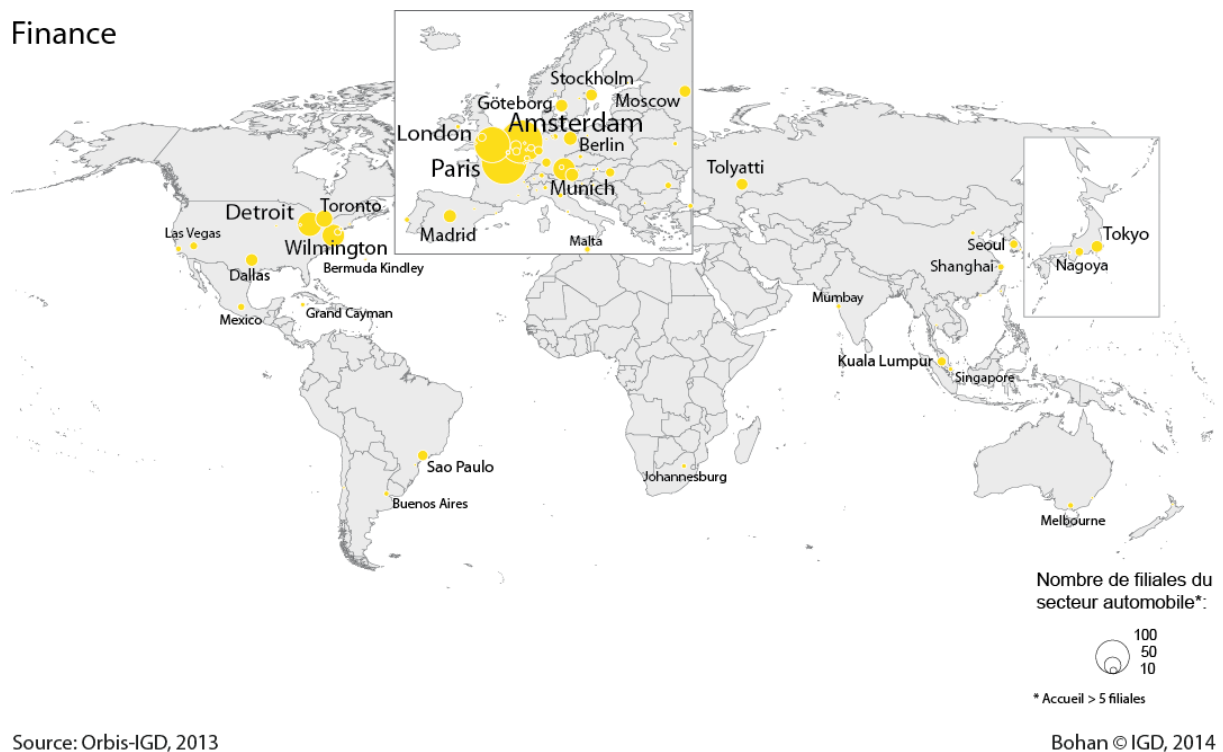 Finance
Stockholm
Göteborg
Moscow
London
Amsterdam
Berlin
Paris
Tolyatti
Munich
Detroit
Toronto
Las Vegas
Wilmington
Madrid
Malta
Seoul
Tokyo
Dallas
Bermuda Kindley
Shanghai
Nagoya
Mexico
Grand Cayman
Mumbay
Kuala Lumpur
Singapore
Sao Paulo
Johannesburg
Buenos Aires
Melbourne
Nombre de filiales du
secteur automobile*:
100
50
10
* Accueil > 5 filiales
Source: Orbis-IGD, 2013
Bohan © IGD, 2014